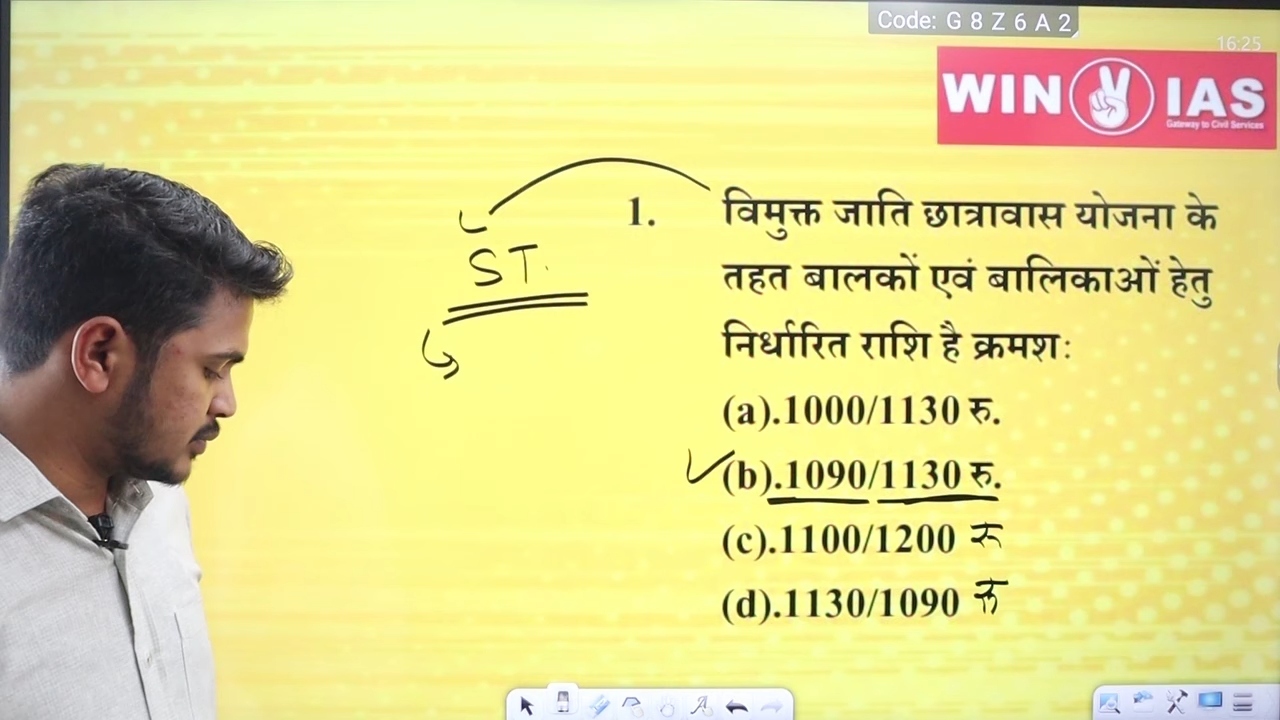 Code: G 8 Z 6 A 2
16:25
WIN IAS
Gateway to Civil Services
ST.
1. विमुक्त जाति छात्रावास योजना के
तहत बालकों एवं बालिकाओं हेतु
निर्धारित राशि है क्रमशः
(a).1000/1130 रु.
(b).1090/1130 रु.
(c).1100/1200 रू
(d).1130/1090 रू